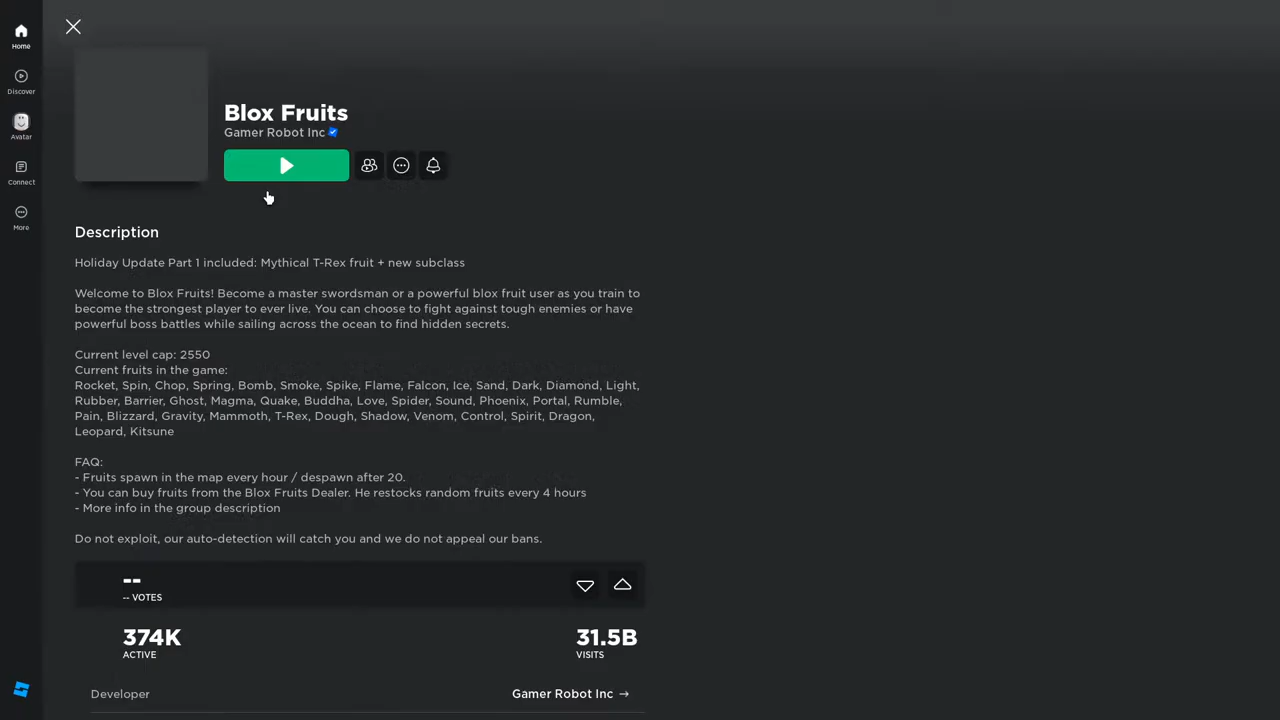 Home
Discover
Avatar
Connect
More
Blox Fruits
Gamer Robot Inc
Description
Holiday Update Part 1 included: Mythical T-Rex fruit + new subclass
Welcome to Blox Fruits! Become a master swordsman or a powerful blox fruit user as you train to
become the strongest player to ever live. You can choose to fight against tough enemies or have
powerful boss battles while sailing across the ocean to find hidden secrets.
Current level cap: 2550
Current fruits in the game:
Rocket, Spin, Chop, Spring, Bomb, Smoke, Spike, Flame, Falcon, Ice, Sand, Dark, Diamond, Light,
Rubber, Barrier, Ghost, Magma, Quake, Buddha, Love, Spider, Sound, Phoenix, Portal, Rumble,
Pain, Blizzard, Gravity, Mammoth, T-Rex, Dough, Shadow, Venom, Control, Spirit, Dragon,
Leopard, Kitsune
FAQ:
- Fruits spawn in the map every hour / despawn after 20.
- You can buy fruits from the Blox Fruits Dealer. He restocks random fruits every 4 hours
- More info in the group description
Do not exploit, our auto-detection will catch you and we do not appeal our bans.
--
-- VOTES
374K 31.5B
ACTIVE VISITS
Developer Gamer Robot Inc →